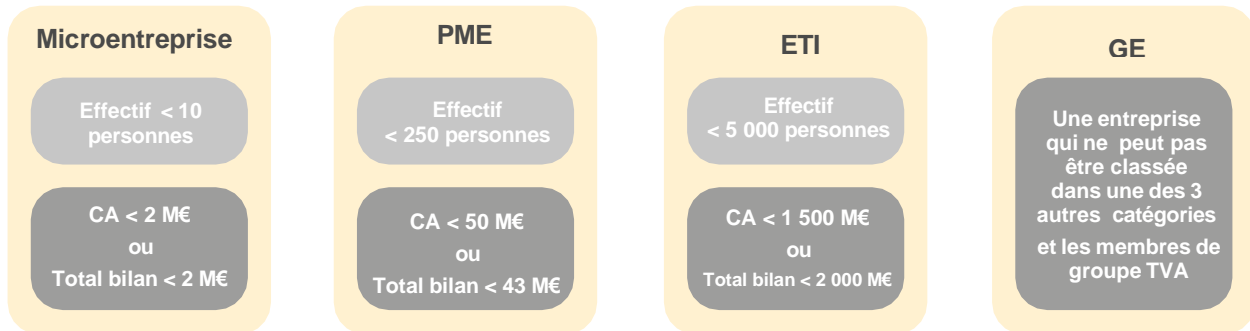 Microentreprise
Effectif < 10
personnes
CA < 2 M€
ou
Total bilan < 2 M€
PME
Effectif
< 250 personnes
CA < 50 M€
ou
Total bilan < 43 M€
ETI
Effectif
< 5 000 personnes
CA < 1 500 M€
ou
Total bilan < 2 000 M€
GE
Une entreprise
qui ne peut pas
être classée
dans une des 3
autres catégories
et les membres de
groupe TVA